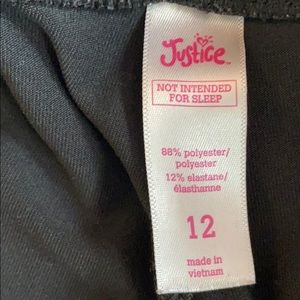 Justice
NOT INTENDED
FOR SLEEP
88% polyester/
polyester
12% elastane/
élasthanne
12
made in
vietnam